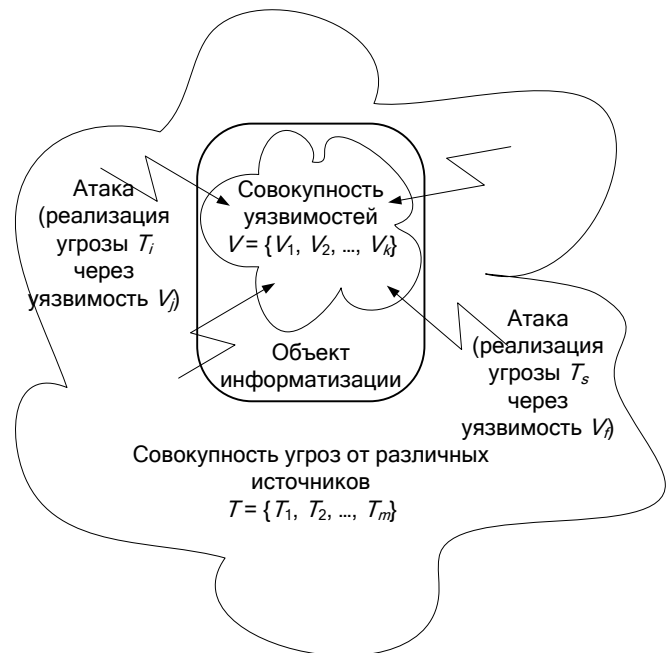 Атака
(реализация
угрозы Ti
через
уязвимость Vj)
Совокупность
уязвимостей
V = {V1, V2, ..., Vk}
Объект
информатизации
Атака
(реализация
угрозы Ts
через
уязвимость Vf)
Совокупность угроз от различных
источников
T = {T1, T2, ..., Tm}